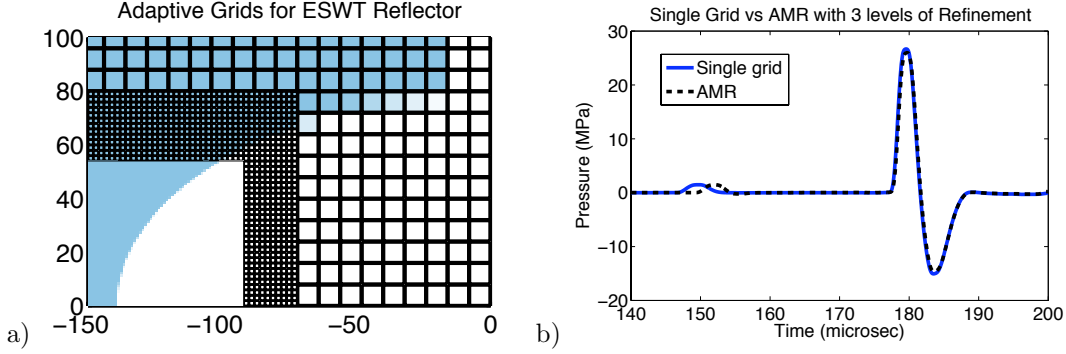 Adaptive Grids for ESWT Reflector
100
80
60
40
20
0
−150
−100
−50
0
a)
Single Grid vs AMR with 3 levels of Refinement
30
20
10
0
−10
−20
Pressure (MPa)
Single grid
AMR
140
150
160
170
180
190
200
Time (microsec)
b)